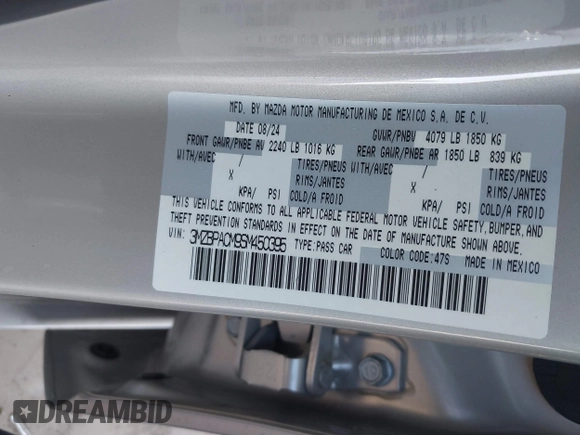 MFD. BY MAZDA MOTOR MANUFACTURING DE MEXICO S.A. DE C.V.
DATE 08/24 GVWR/PNBV 4079 LB 1850 KG
FRONT GAWR/PNBE AV 2240 LB 1016 KG REAR GAWR/PNBE AR 1850 LB 839 KG
WITH/AVEC / TIRES/PNEUS WITH/AVEC / TIRES/PNEUS
X RIMS/JANTES X RIMS/JANTES
KPA/ PSI COLD/A FROID KPA/ PSI COLD/A FROID
THIS VEHICLE CONFORMS TO ALL APPLICABLE FEDERAL MOTOR VEHICLE SAFETY, BUMPER, AND
THEFT PREVENTION STANDARDS IN EFFECT ON THE DATE OF MANUFACTURE SHOWN ABOVE.
VIN: 3MZBPACM9SM450395 TYPE:PASS CAR COLOR CODE:47S MADE IN MEXICO
DREAMBID